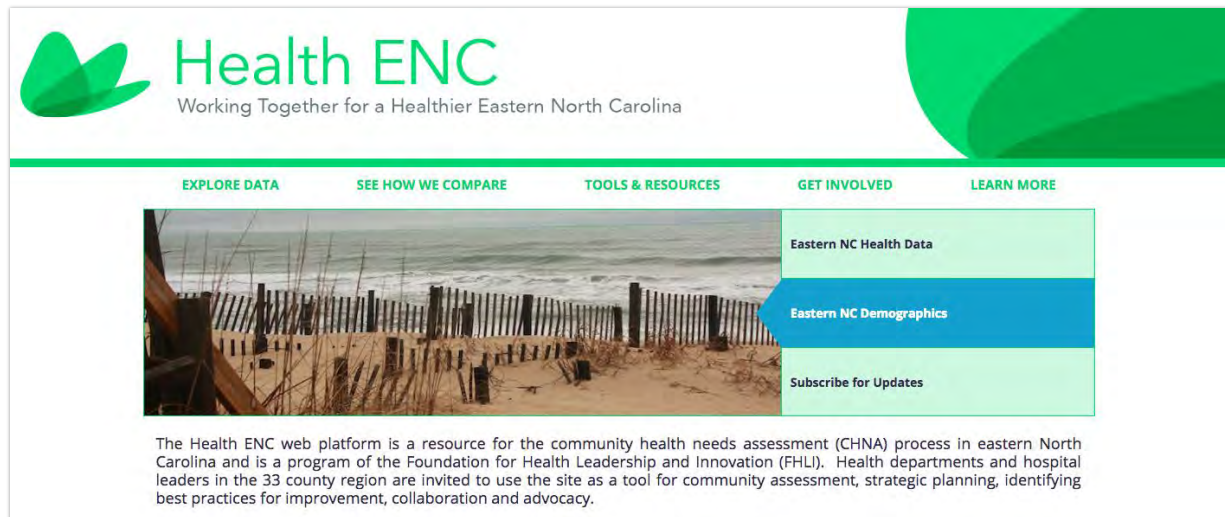 Health ENC
Working Together for a Healthier Eastern North Carolina
EXPLORE DATA SEE HOW WE COMPARE TOOLS & RESOURCES GET INVOLVED LEARN MORE
Eastern NC Health Data
Eastern NC Demographics
Subscribe for Updates
The Health ENC web platform is a resource for the community health needs assessment (CHNA) process in eastern North
Carolina and is a program of the Foundation for Health Leadership and Innovation (FHLI). Health departments and hospital
leaders in the 33 county region are invited to use the site as a tool for community assessment, strategic planning, identifying
best practices for improvement, collaboration and advocacy.